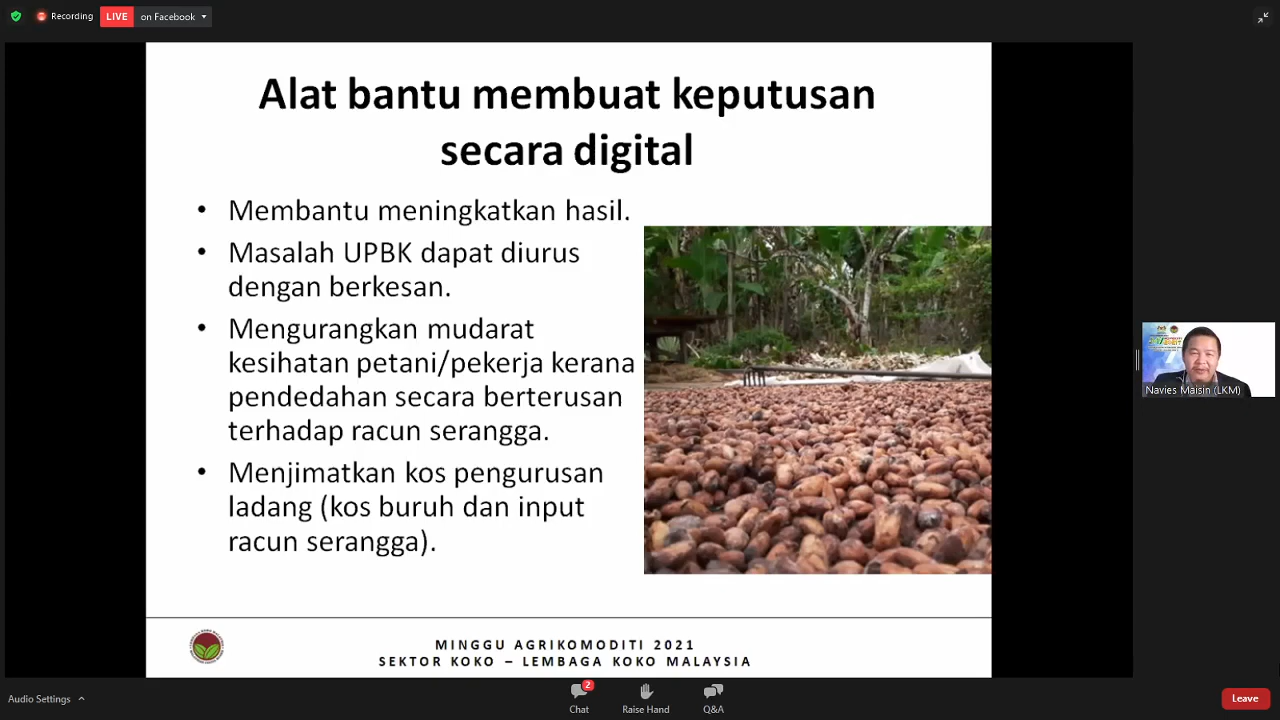 Recording
LIVE
on Facebook
Alat bantu membuat keputusan
secara digital
• Membantu meningkatkan hasil.
• Masalah UPBK dapat diurus
dengan berkesan.
• Mengurangkan mudarat
kesihatan petani/pekerja kerana
pendedahan secara berterusan
terhadap racun serangga.
• Menjimatkan kos pengurusan
ladang (kos buruh dan input
racun serangga).
MINGGU AGRIKOMODITI 2021
SEKTOR KOKO – LEMBAGA KOKO MALAYSIA
Navies Maisin (LKM)
Audio Settings
2
Chat
Raise Hand
Q&A
Leave